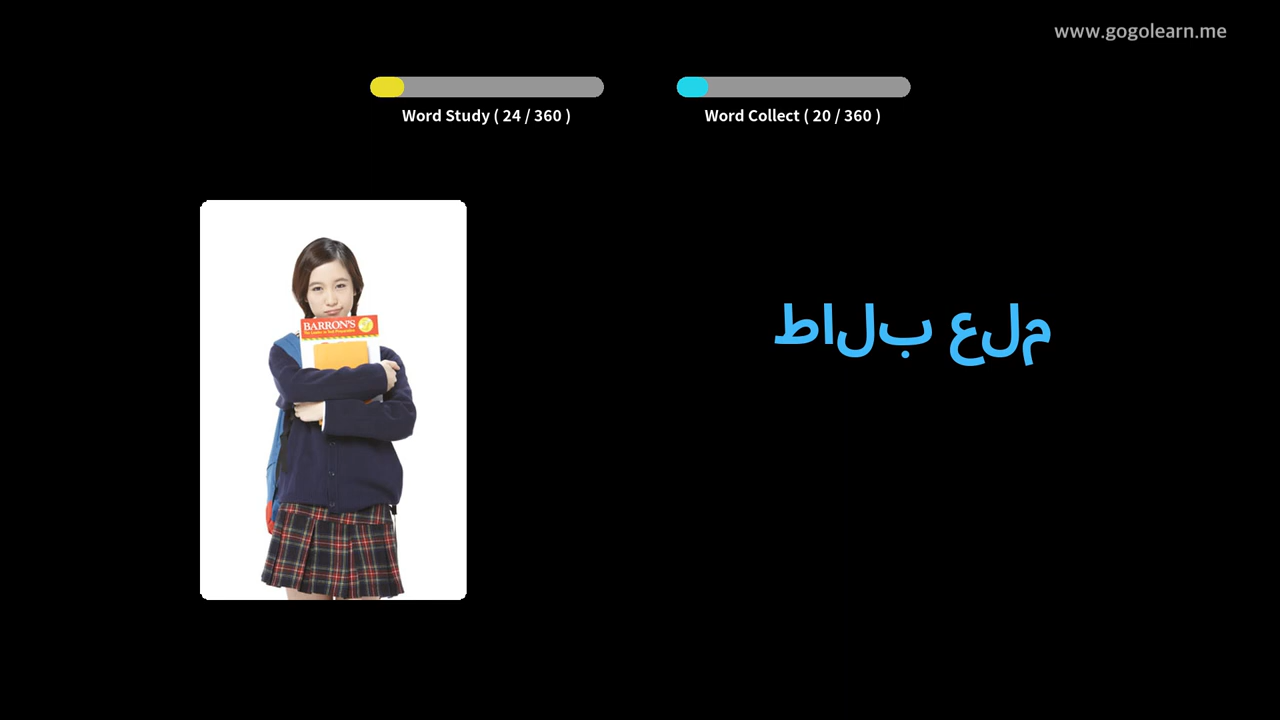 www.gogolearn.me
Word Study ( 24 / 360 )
Word Collect ( 20 / 360 )
BARRON'S
طالب علم